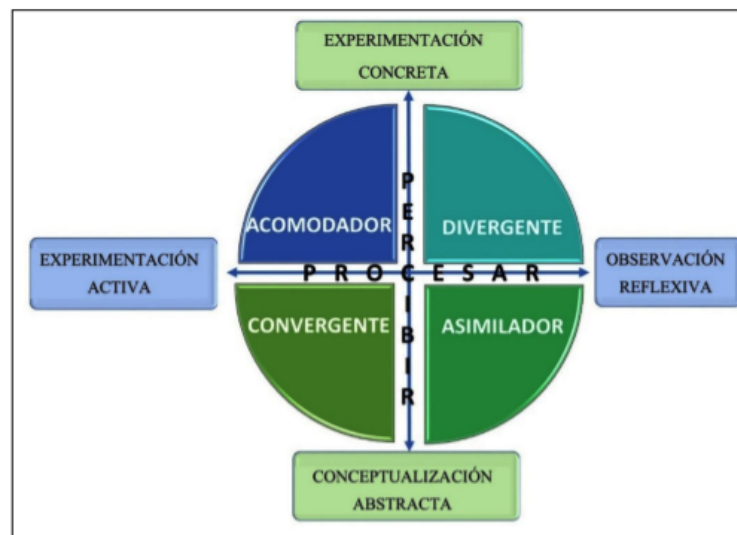 EXPERIMENTACIÓN
CONCRETA
ACOMODADOR
DIVERGENTE
EXPERIMENTACIÓN
ACTIVA
PROCESAR
PERCIBIR
OBSERVACIÓN
REFLEXIVA
CONVERGENTE
ASIMILADOR
CONCEPTUALIZACIÓN
ABSTRACTA